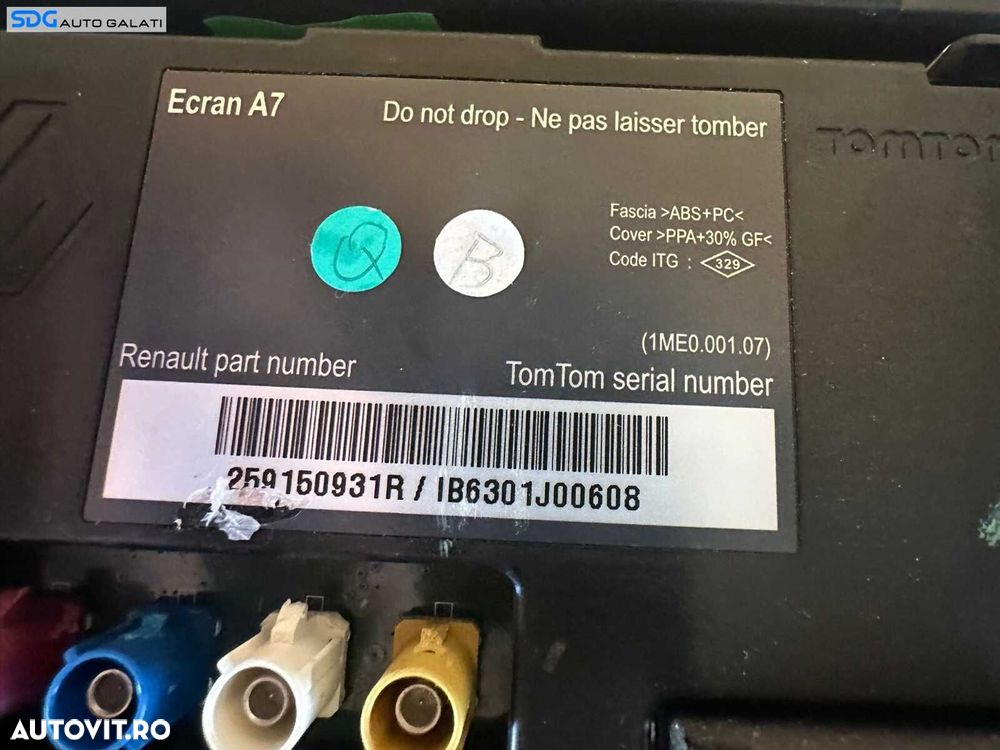 SDG AUTO GALATI
Ecran A7
Do not drop - Ne pas laisser tomber
TOMTOM
Q
B
Fascia >ABS+PC<
Cover >PPA+30% GF<
Code ITG : 329
(1ME0.001.07)
Renault part number
TomTom serial number
259150931R / IB6301J00608
AUTOVIT.RO